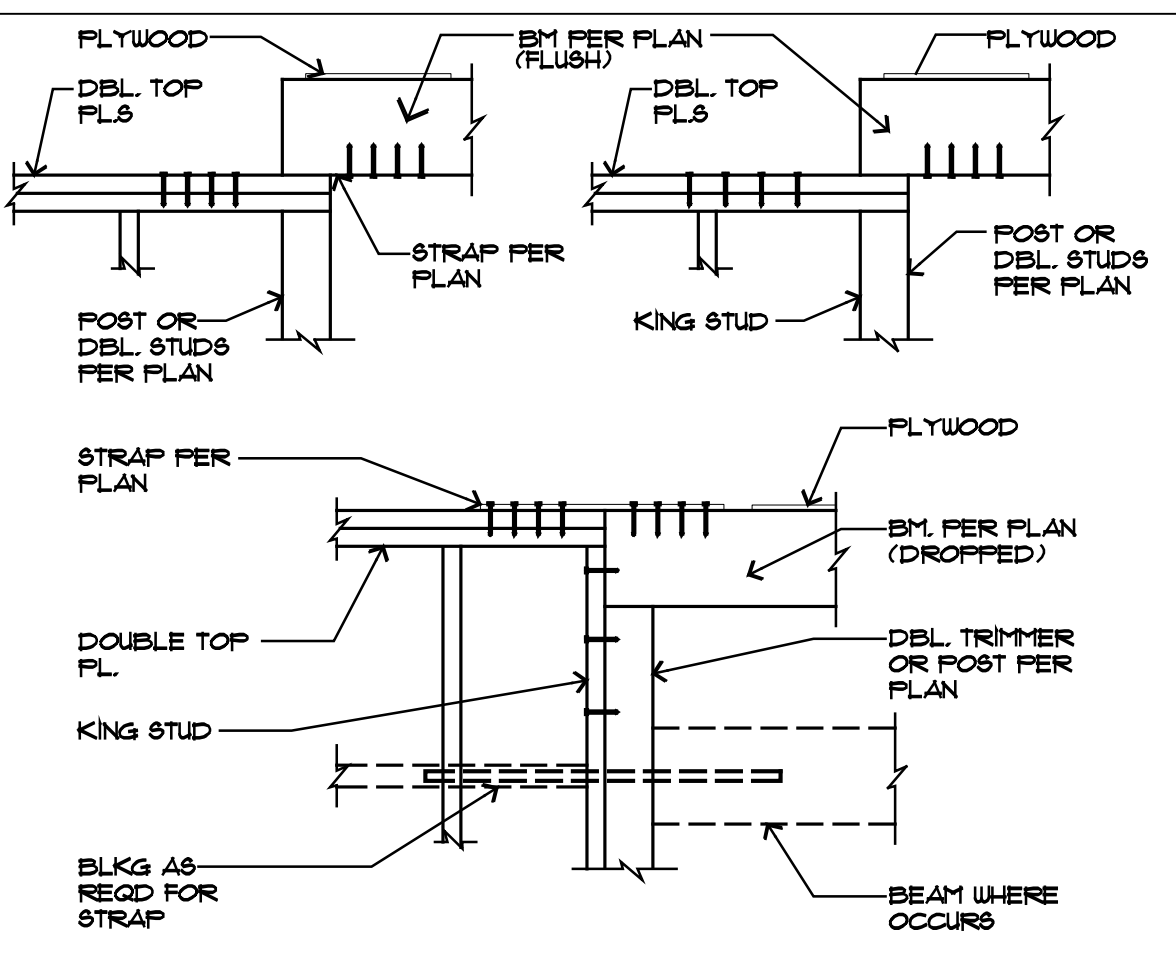 PLYWOOD
BM PER PLAN
(FLUSH)
PLYWOOD
DBL. TOP
PL.S
DBL. TOP
PL.S
STRAP PER
PLAN
POST OR
DBL. STUDS
PER PLAN
POST OR
DBL. STUDS
PER PLAN
KING STUD
STRAP PER
PLAN
PLYWOOD
BM. PER PLAN
(DROPPED)
DOUBLE TOP
PL.
DBL. TRIMMER
OR POST PER
PLAN
KING STUD
BLKG AS
REQD FOR
STRAP
BEAM WHERE
OCCURS